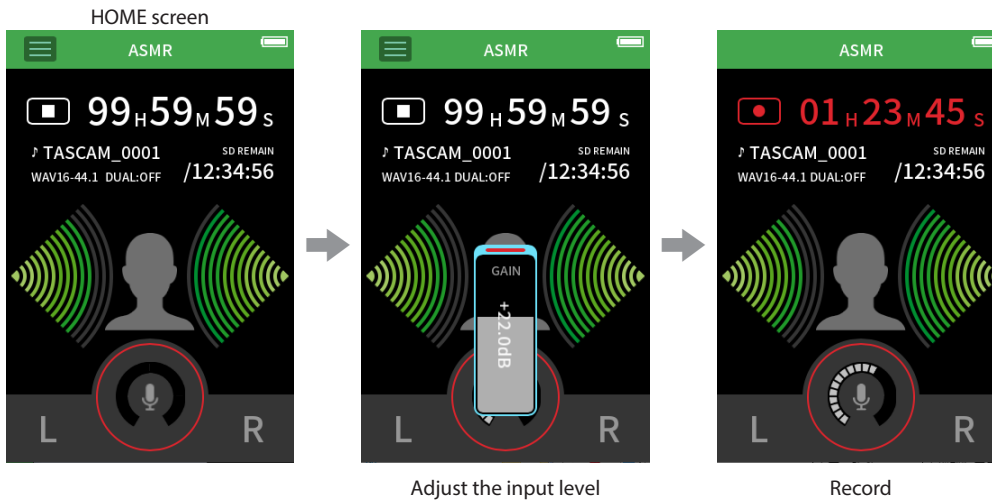 HOME screen
ASMR
99H59M59S
♪ TASCAM_0001 SD REMAIN
WAV16-44.1 DUAL:OFF /12:34:56
L R
ASMR
99H59M59S
♪ TASCAM_0001 SD REMAIN
WAV16-44.1 DUAL:OFF /12:34:56
GAIN
+22.0dB
L R
Adjust the input level
ASMR
01H23M45S
♪ TASCAM_0001 SD REMAIN
WAV16-44.1 DUAL:OFF /12:34:56
L R
Record